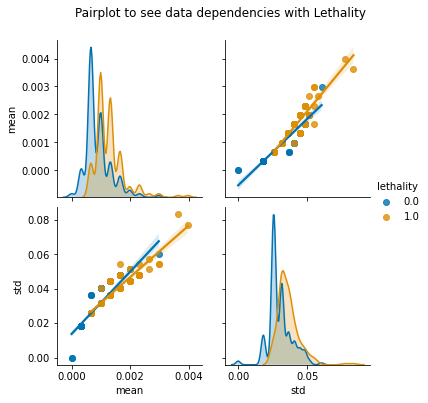 Pairplot to see data dependencies with Lethality
0.004
0.003
0.002
0.001
0.000
mean
lethality
0.0
1.0
0.08
0.06
0.04
0.02
0.00
std
0.000 0.002 0.004
mean
0.00 0.05
std